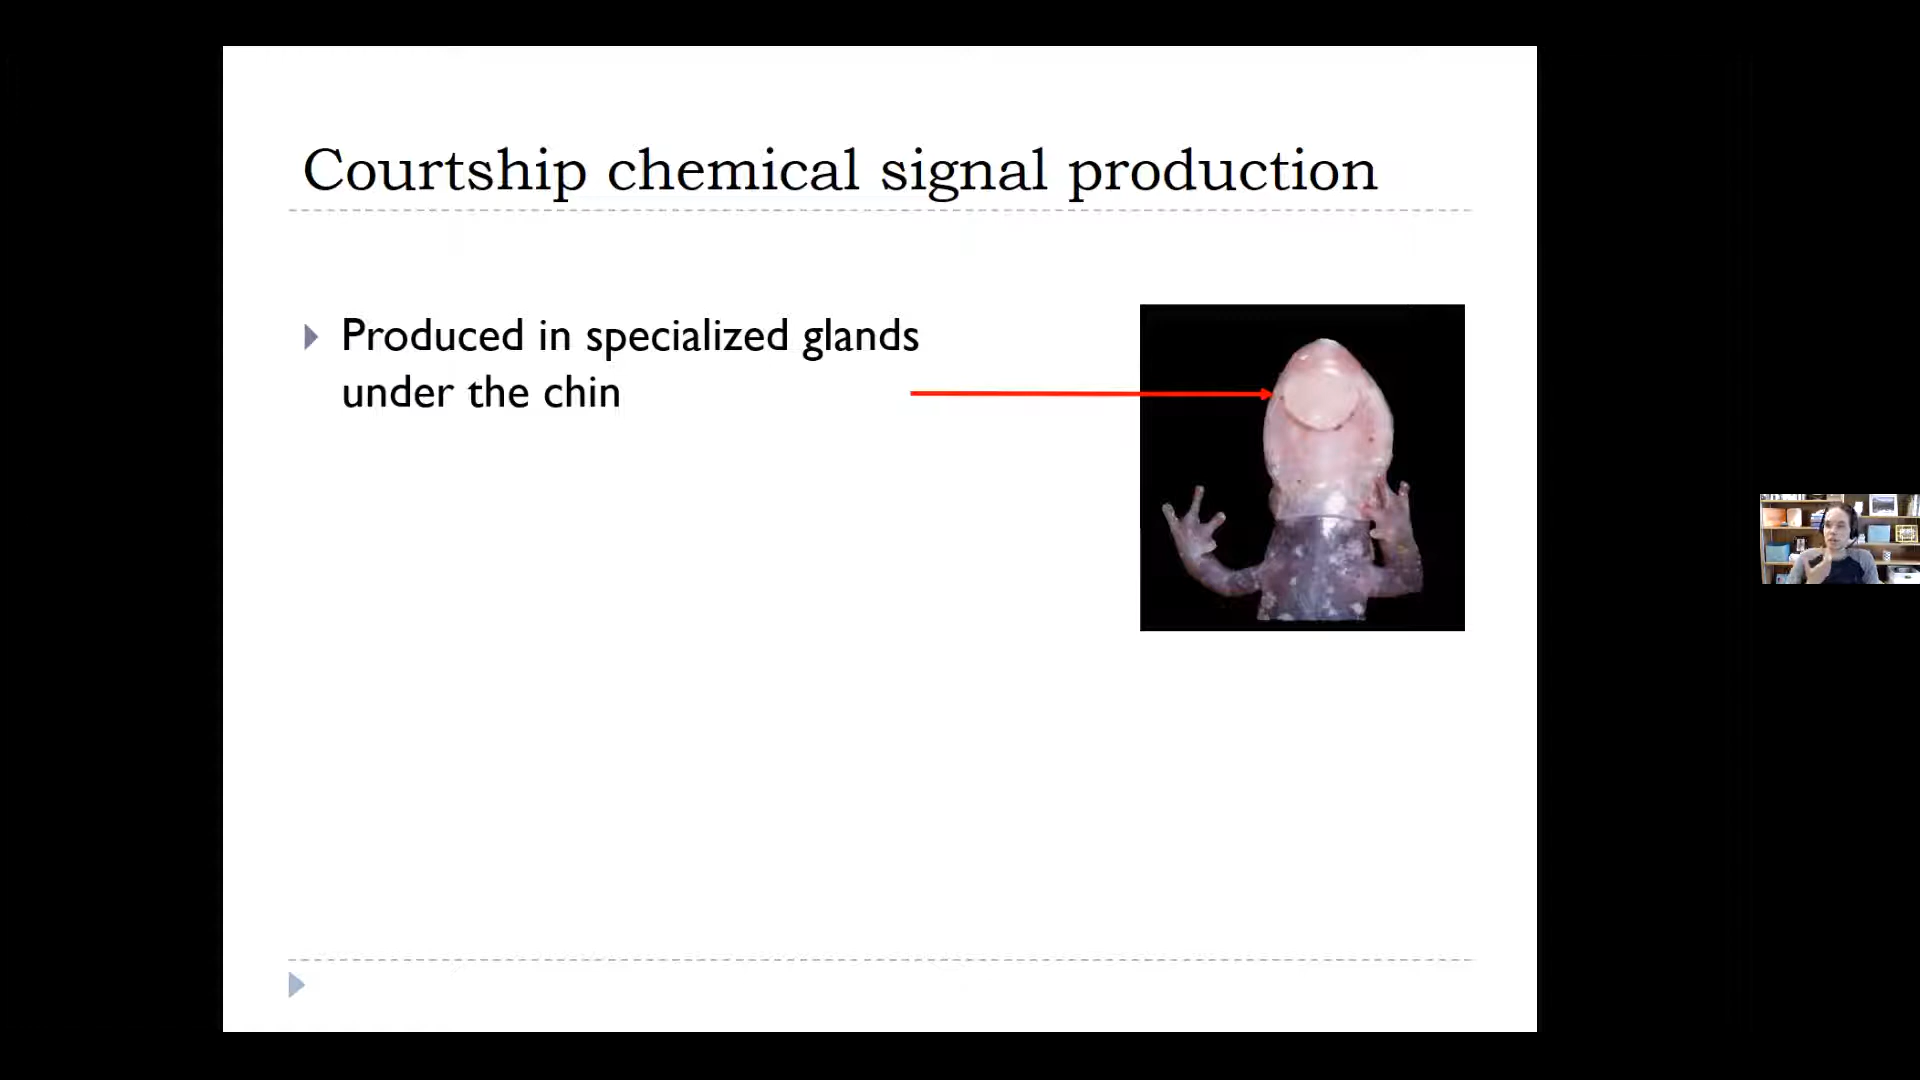 Courtship chemical signal production
Produced in specialized glands
under the chin